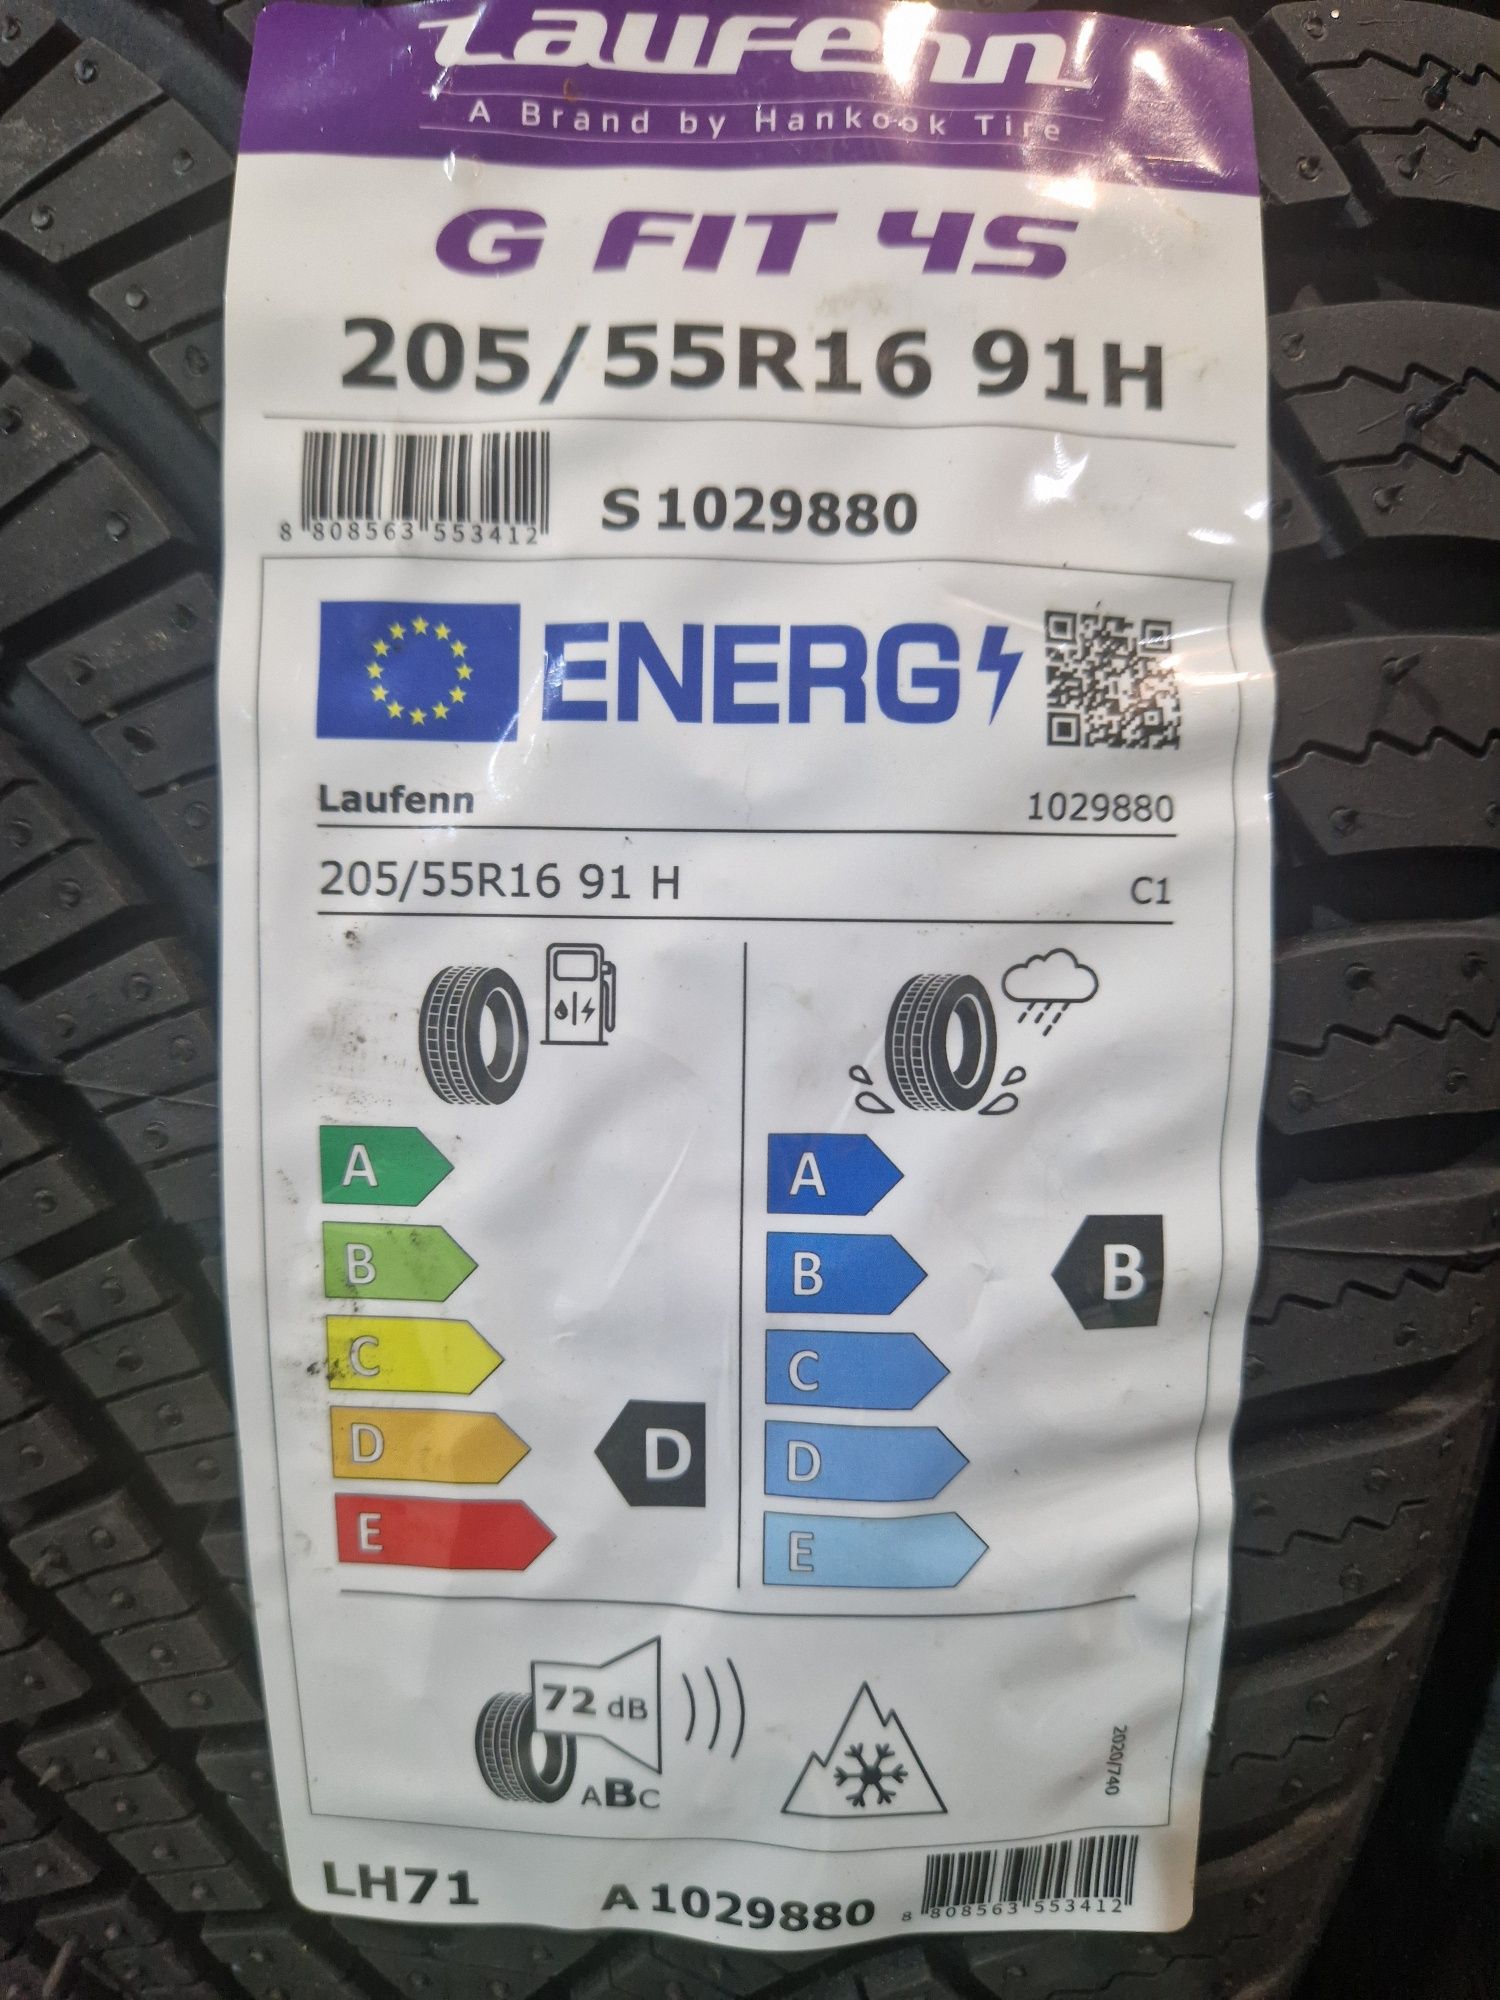 Laufenn
A Brand by Hankook Tire
G FIT 4S
205/55R16 91H
8 808563 553412
S 1029880
ENERG
Laufenn 1029880
205/55R16 91 H C1
A A
B B B
C C
D D D
E E
72 dB
ABC
2020/740
LH71 A 1029880
8 808563 553412